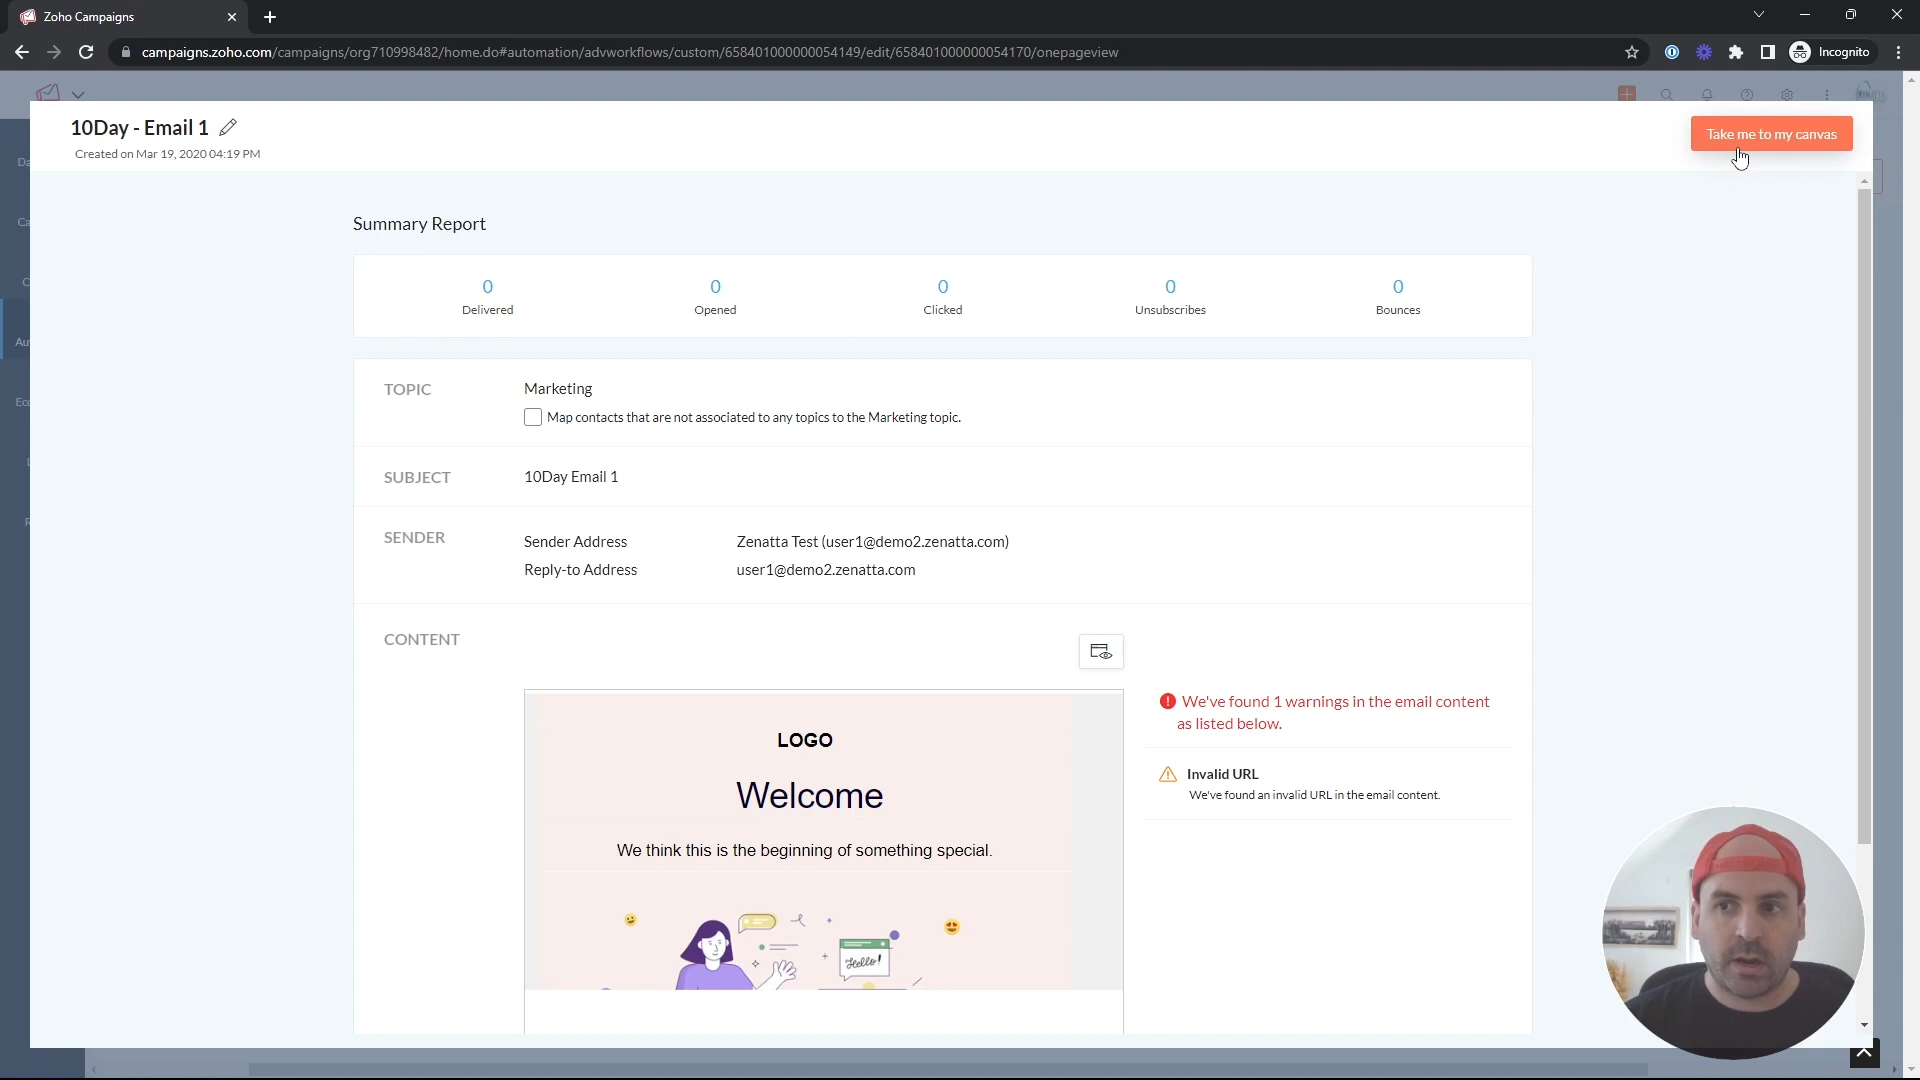 Zoho Campaigns
campaigns.zoho.com/campaigns/org710998482/home.do#automation/advworkflows/custom/658401000000054149/edit/658401000000054170/onepageview
Incognito
10Day - Email 1
Take me to my canvas
Created on Mar 19, 2020 04:19 PM
Summary Report
0 0 0 0 0
Delivered Opened Clicked Unsubscribes Bounces
TOPIC Marketing
Map contacts that are not associated to any topics to the Marketing topic.
SUBJECT 10Day Email 1
SENDER Sender Address Zenatta Test (user1@demo2.zenatta.com)
Reply-to Address user1@demo2.zenatta.com
CONTENT
We've found 1 warnings in the email content
as listed below.
Invalid URL
We've found an invalid URL in the email content.
LOGO
Welcome
We think this is the beginning of something special.
Hello!